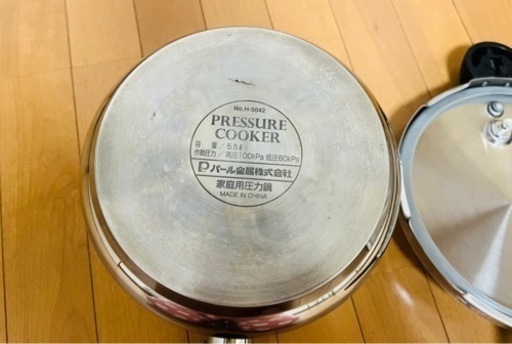 No.H-5042
PRESSURE
COOKER
容量/5.5ℓ
作動圧力/高圧100kPa 低圧60kPa
パール金属株式会社
家庭用圧力鍋
MADE IN CHINA